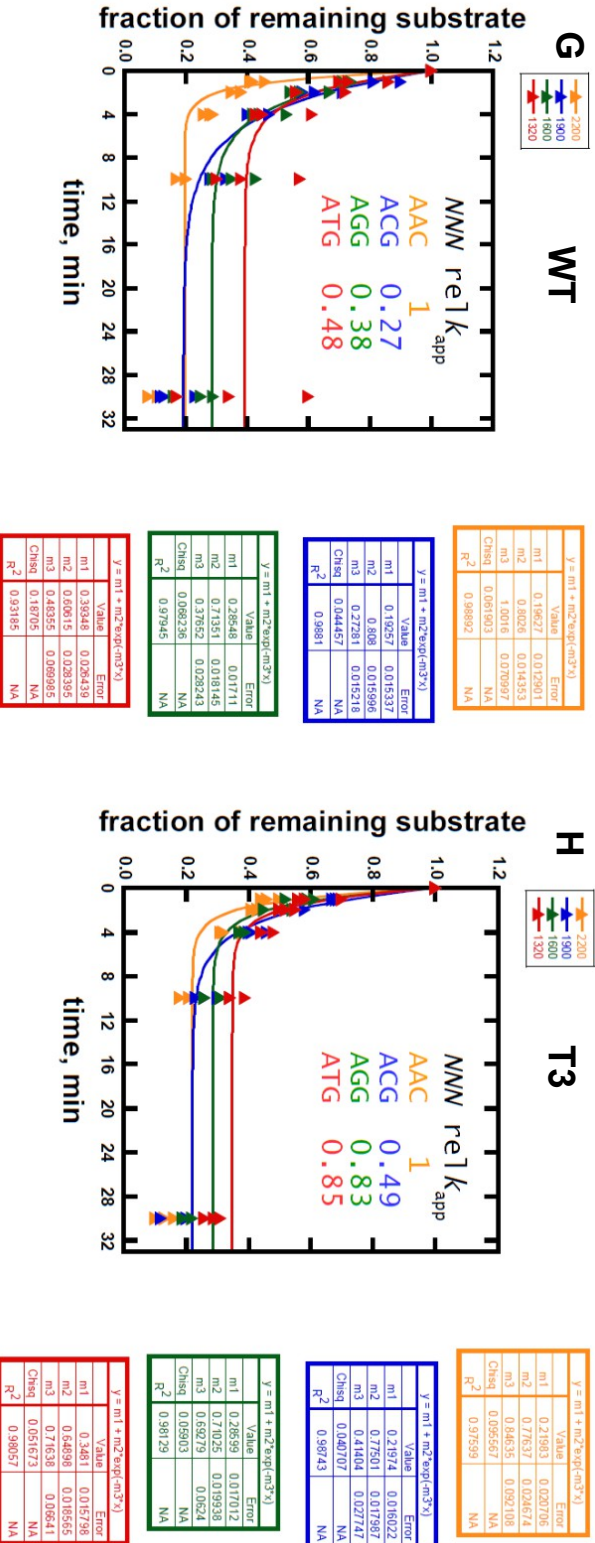 G
WT
2200
1900
1600
1320
fraction of remaining substrate
1.2
1.0
0.8
0.6
0.4
0.2
0.0
0 4 8 12 16 20 24 28 32
time, min
NNN relkapp
AAC 1
ACG 0.27
AGG 0.38
ATG 0.48
y = m1 + m2*exp(-m3*x)
Value Error
m1 0.19627 0.012901
m2 0.8026 0.014353
m3 1.0016 0.070997
Chisq 0.061903 NA
R2 0.98892 NA
y = m1 + m2*exp(-m3*x)
Value Error
m1 0.19257 0.015337
m2 0.808 0.015996
m3 0.27281 0.015218
Chisq 0.044457 NA
R2 0.9881 NA
y = m1 + m2*exp(-m3*x)
Value Error
m1 0.28548 0.01711
m2 0.71351 0.018145
m3 0.37652 0.028243
Chisq 0.068236 NA
R2 0.97945 NA
y = m1 + m2*exp(-m3*x)
Value Error
m1 0.39348 0.026439
m2 0.60615 0.028395
m3 0.48355 0.069985
Chisq 0.18705 NA
R2 0.93185 NA
H
T3
2200
1900
1600
1320
fraction of remaining substrate
1.2
1.0
0.8
0.6
0.4
0.2
0.0
0 4 8 12 16 20 24 28 32
time, min
NNN relkapp
AAC 1
ACG 0.49
AGG 0.83
ATG 0.85
y = m1 + m2*exp(-m3*x)
Value Error
m1 0.21983 0.020706
m2 0.77637 0.024674
m3 0.84635 0.092108
Chisq 0.095567 NA
R2 0.97599 NA
y = m1 + m2*exp(-m3*x)
Value Error
m1 0.21974 0.016022
m2 0.77501 0.017987
m3 0.41404 0.027747
Chisq 0.040707 NA
R2 0.98743 NA
y = m1 + m2*exp(-m3*x)
Value Error
m1 0.28599 0.017012
m2 0.71025 0.019938
m3 0.69279 0.0624
Chisq 0.05903 NA
R2 0.98129 NA
y = m1 + m2*exp(-m3*x)
Value Error
m1 0.3481 0.015798
m2 0.64898 0.018565
m3 0.71638 0.06641
Chisq 0.051673 NA
R2 0.98057 NA